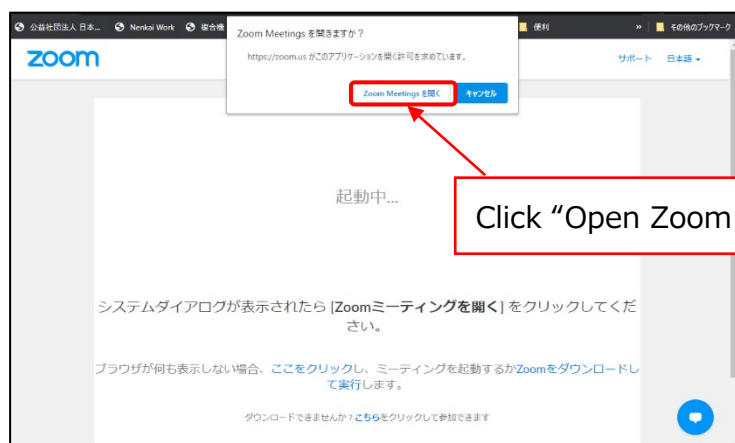 公益社団法人 日本...
Nenkai Work
複合機
便利
»
その他のブックマーク
Zoom Meetings を開きますか？
https://zoom.us がこのアプリケーションを開く許可を求めています。
Zoom Meetings を開く
キャンセル
zoom
サポート
日本語
起動中...
Click “Open Zoom
システムダイアログが表示されたら [Zoomミーティングを開く] をクリックしてくだ
さい。
ブラウザが何も表示しない場合、ここをクリックし、ミーティングを起動するかZoomをダウンロードし
て実行します。
ダウンロードできませんか？こちらをクリックして参加できます